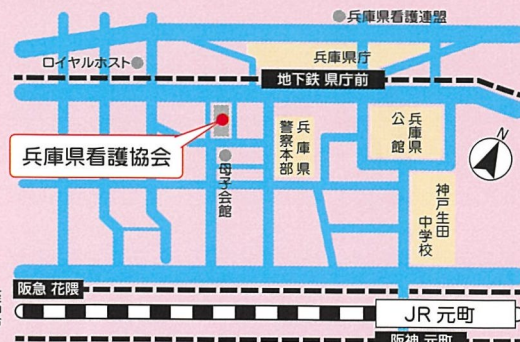 兵庫県看護連盟
兵庫県庁
ロイヤルホスト
地下鉄 県庁前
兵庫県看護協会
母子会館
兵庫県
警察本部
兵庫県
公館
N
神戸生田
中学校
阪急 花隈
JR 元町
阪神 元町